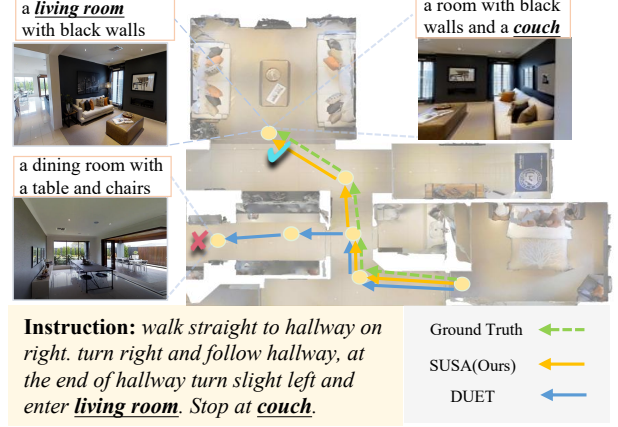 a living room
with black walls
a room with black
walls and a couch
a dining room with
a table and chairs
Instruction: walk straight to hallway on
right. turn right and follow hallway, at
the end of hallway turn slight left and
enter living room. Stop at couch.
Ground Truth
SUSA(Ours)
DUET